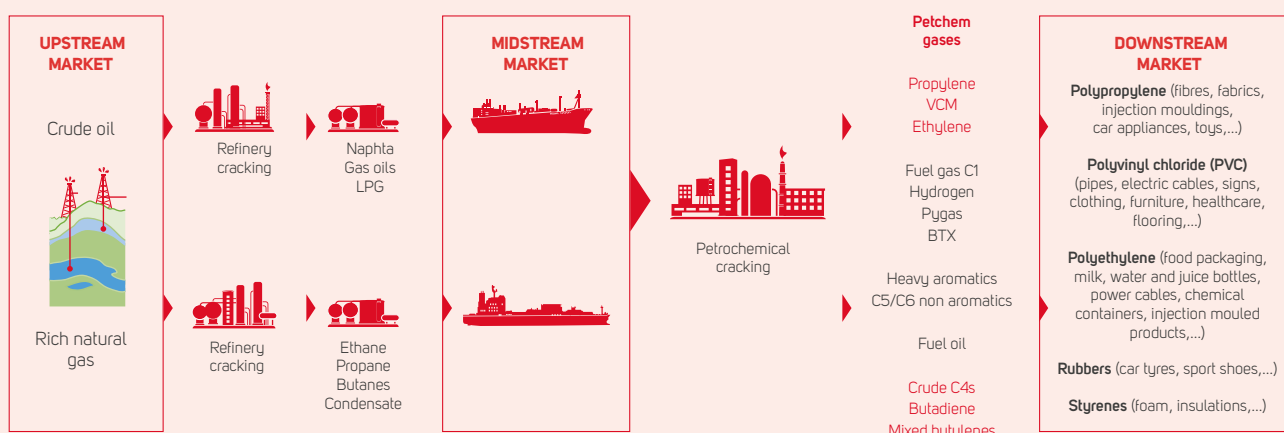 UPSTREAM
MARKET
Crude oil
Rich natural
gas
Refinery
cracking
Naphta
Gas oils
LPG
Refinery
cracking
Ethane
Propane
Butanes
Condensate
MIDSTREAM
MARKET
Petrochemical
cracking
Petchem
gases
Propylene
VCM
Ethylene
Fuel gas C1
Hydrogen
Pygas
BTX
Heavy aromatics
C5/C6 non aromatics
Fuel oil
Crude C4s
Butadiene
Mixed butylenes
DOWNSTREAM
MARKET
Polypropylene (fibres, fabrics,
injection mouldings,
car appliances, toys,...)
Polyvinyl chloride (PVC)
(pipes, electric cables, signs,
clothing, furniture, healthcare,
flooring,...)
Polyethylene (food packaging,
milk, water and juice bottles,
power cables, chemical
containers, injection mouled
products,...)
Rubbers (car tyres, sport shoes,...)
Styrenes (foam, insulations,...)